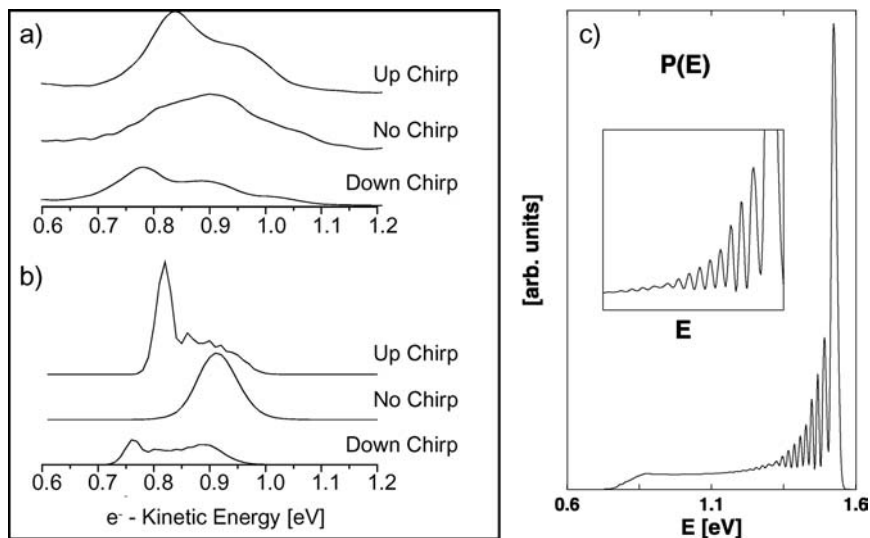 a)
Up Chirp
No Chirp
Down Chirp
0.6 0.7 0.8 0.9 1.0 1.1 1.2
b)
Up Chirp
No Chirp
Down Chirp
0.6 0.7 0.8 0.9 1.0 1.1 1.2
e- - Kinetic Energy [eV]
c)
P(E)
[arb. units]
E
0.6 1.1 1.6
E [eV]